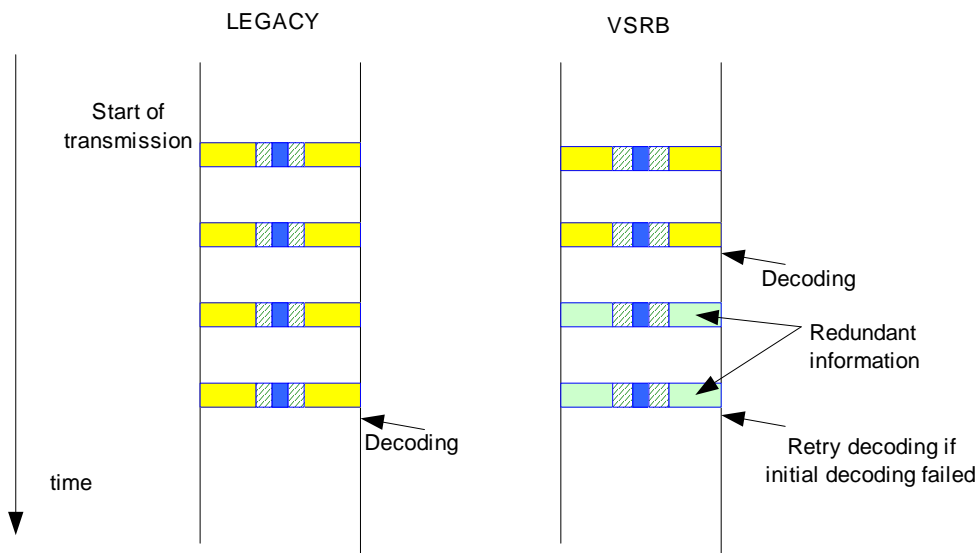 LEGACY
VSRB
Start of
transmission
Decoding
Redundant
information
Decoding
Retry decoding if
initial decoding failed
time